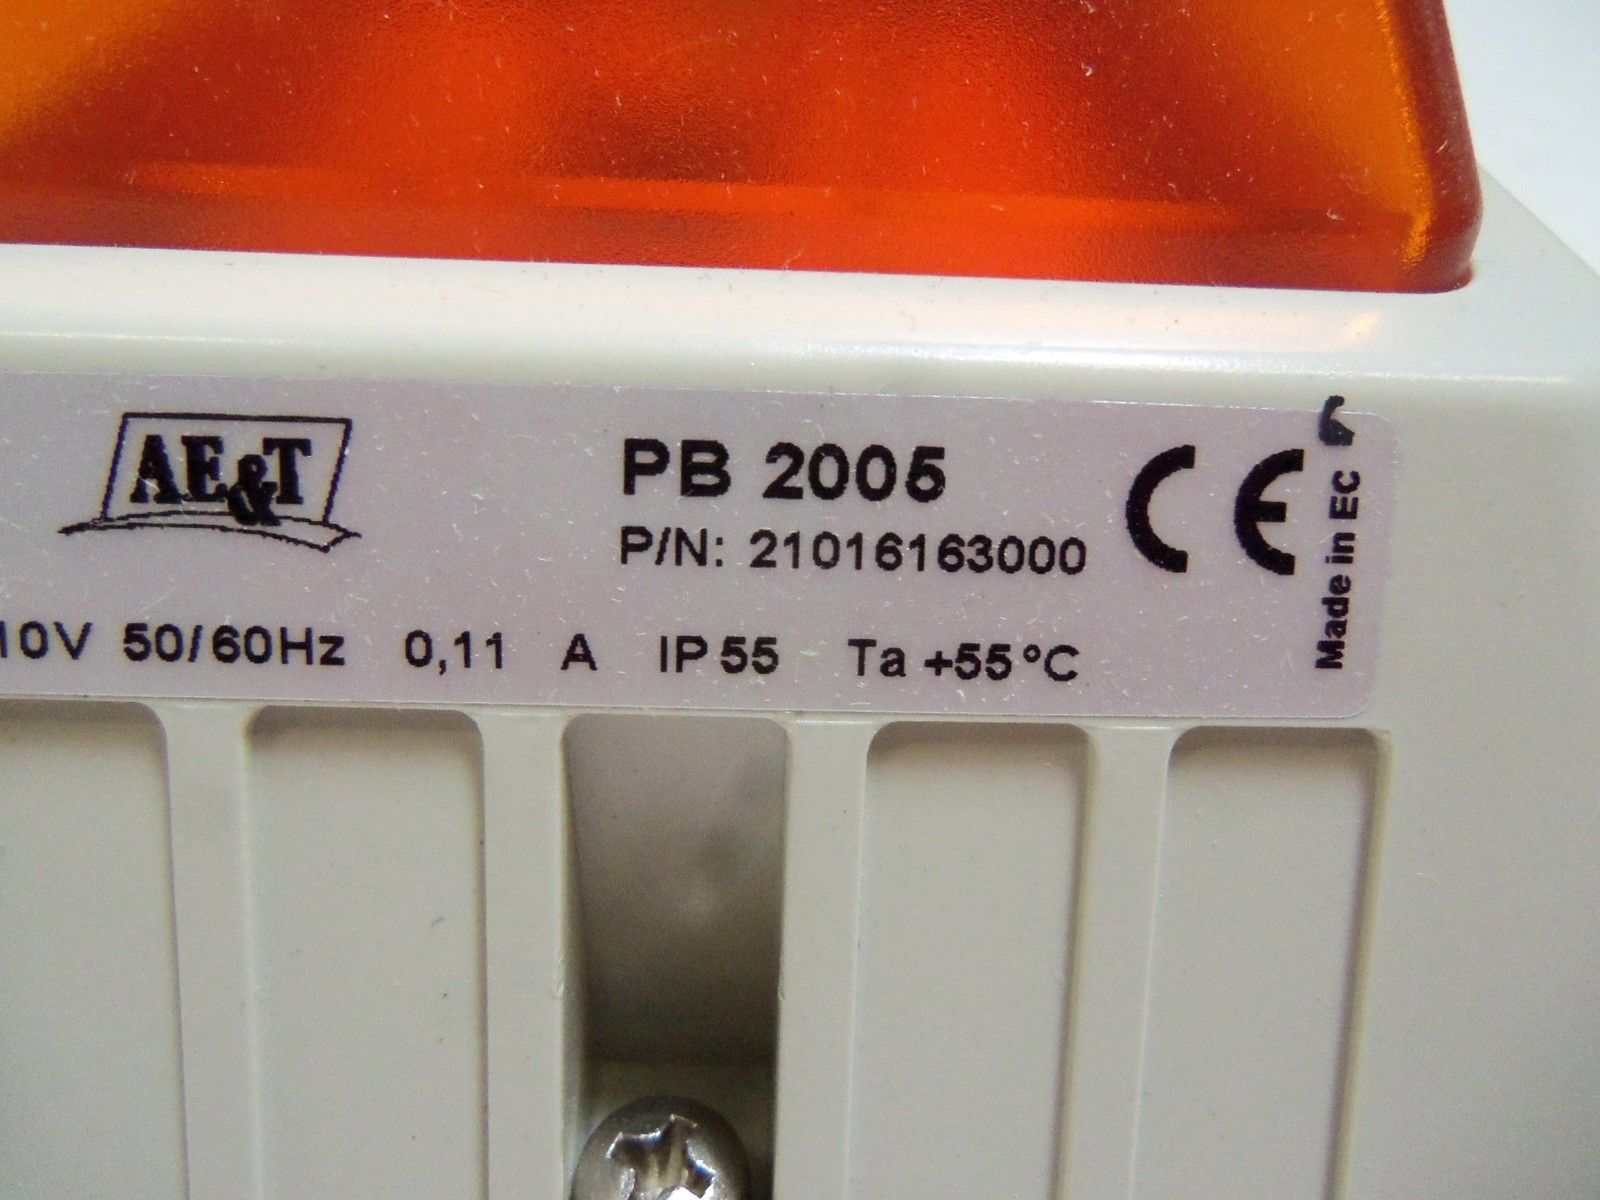 AE&T
PB 2005
P/N: 21016163000
CE
Made in EC
10V 50/60Hz 0,11 A IP 55 Ta +55°C